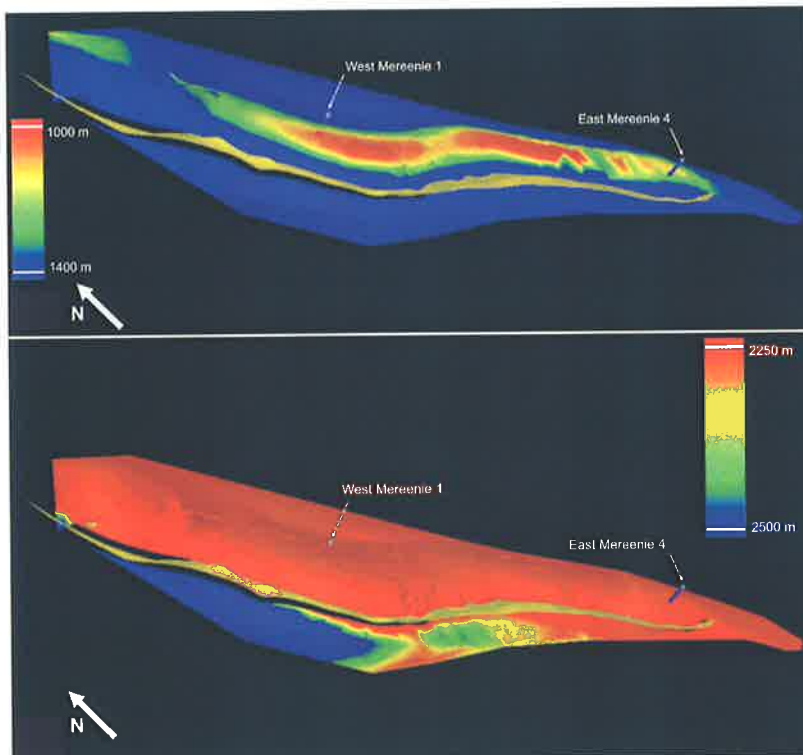 West Mereenie 1
East Mereenie 4
1000 m
1400 m
N
2250 m
West Mereenie 1
2500 m
East Mereenie 4
N